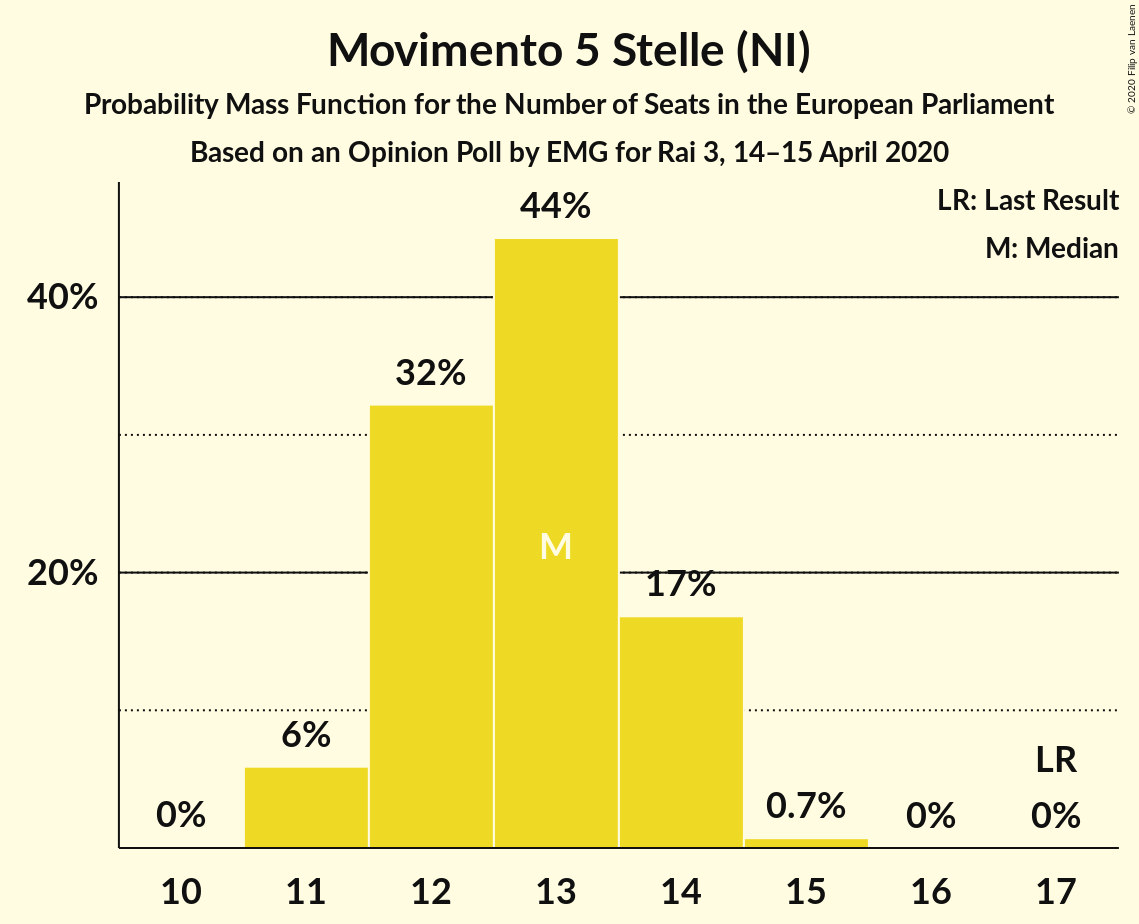 Movimento 5 Stelle (NI)
Probability Mass Function for the Number of Seats in the European Parliament
Based on an Opinion Poll by EMG for Rai 3, 14–15 April 2020
© 2020 Filip van Laenen
LR: Last Result
M: Median
44%
40%
32%
M
20%
17%
6%
LR
0%
0.7%
0%
0%
10
11
12
13
14
15
16
17